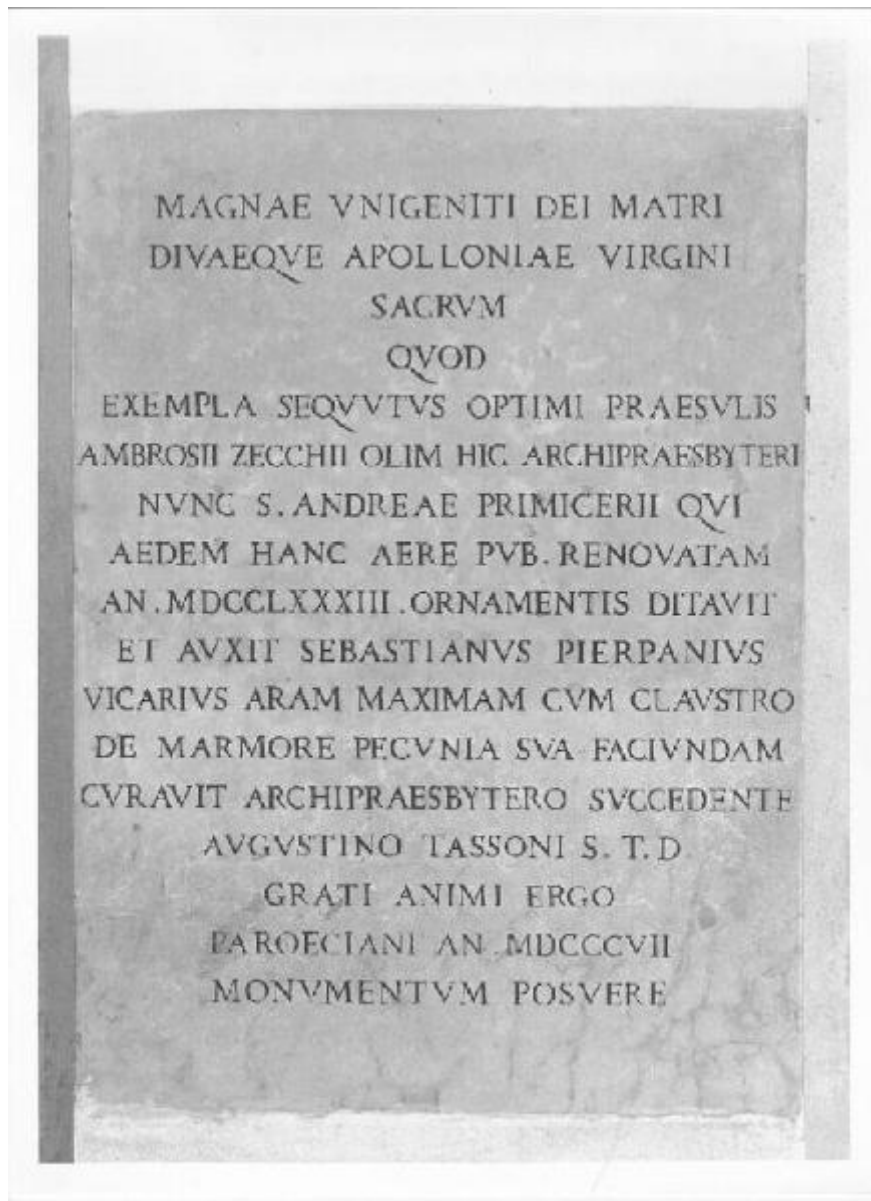 MAGNAE VNIGENITI DEI MATRI
DIVAEQVE APOLLONIAE VIRGINI
SACRVM
QVOD
EXEMPLA SEQVVTVS OPTIMI PRAESVLIS
AMBROSII ZECCHII OLIM HIC ARCHIPRAESBYTERI
NVNC S. ANDREAE PRIMICERII QVI
AEDEM HANC AERE PVB. RENOVATAM
AN. MDCCLXXXIII. ORNAMENTIS DITAVIT
ET AVXIT SEBASTIANVS PIERPANIVS
VICARIVS ARAM MAXIMAM CVM CLAVSTRO
DE MARMORE PECVNIA SVA FACIVNDAM
CVRAVIT ARCHIPRAESBYTERO SVCCEDENTE
AVGVSTINO TASSONI S. T. D
GRATI ANIMI ERGO
PAROECIANI AN. MDCCCVII
MONVMENTVM POSVERE